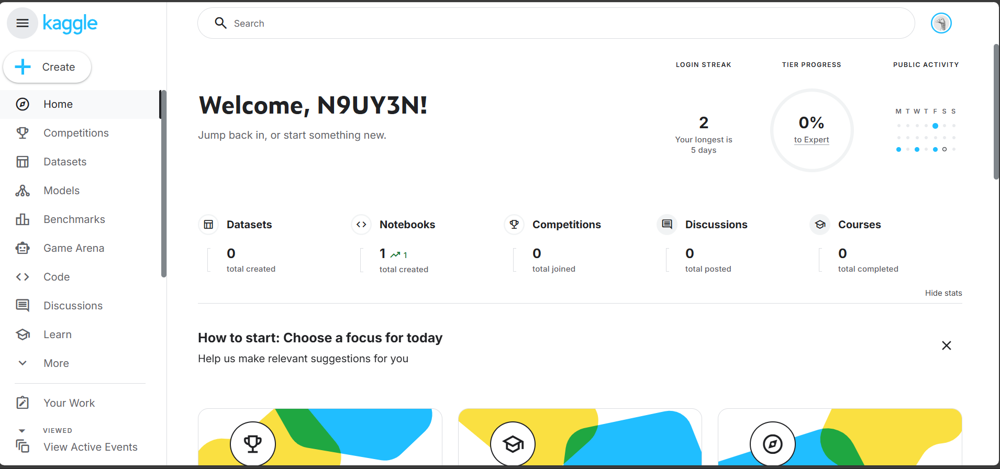 kaggle
Search
Create
Home
Competitions
Datasets
Models
Benchmarks
Game Arena
Code
Discussions
Learn
More
Your Work
VIEWED
View Active Events
Welcome, N9UY3N!
Jump back in, or start something new.
LOGIN STREAK
2
Your longest is
5 days
TIER PROGRESS
0%
to Expert
PUBLIC ACTIVITY
M T W T F S S
Datasets
0
total created
Notebooks
1 1
total created
Competitions
0
total joined
Discussions
0
total posted
Courses
0
total completed
Hide stats
How to start: Choose a focus for today
Help us make relevant suggestions for you